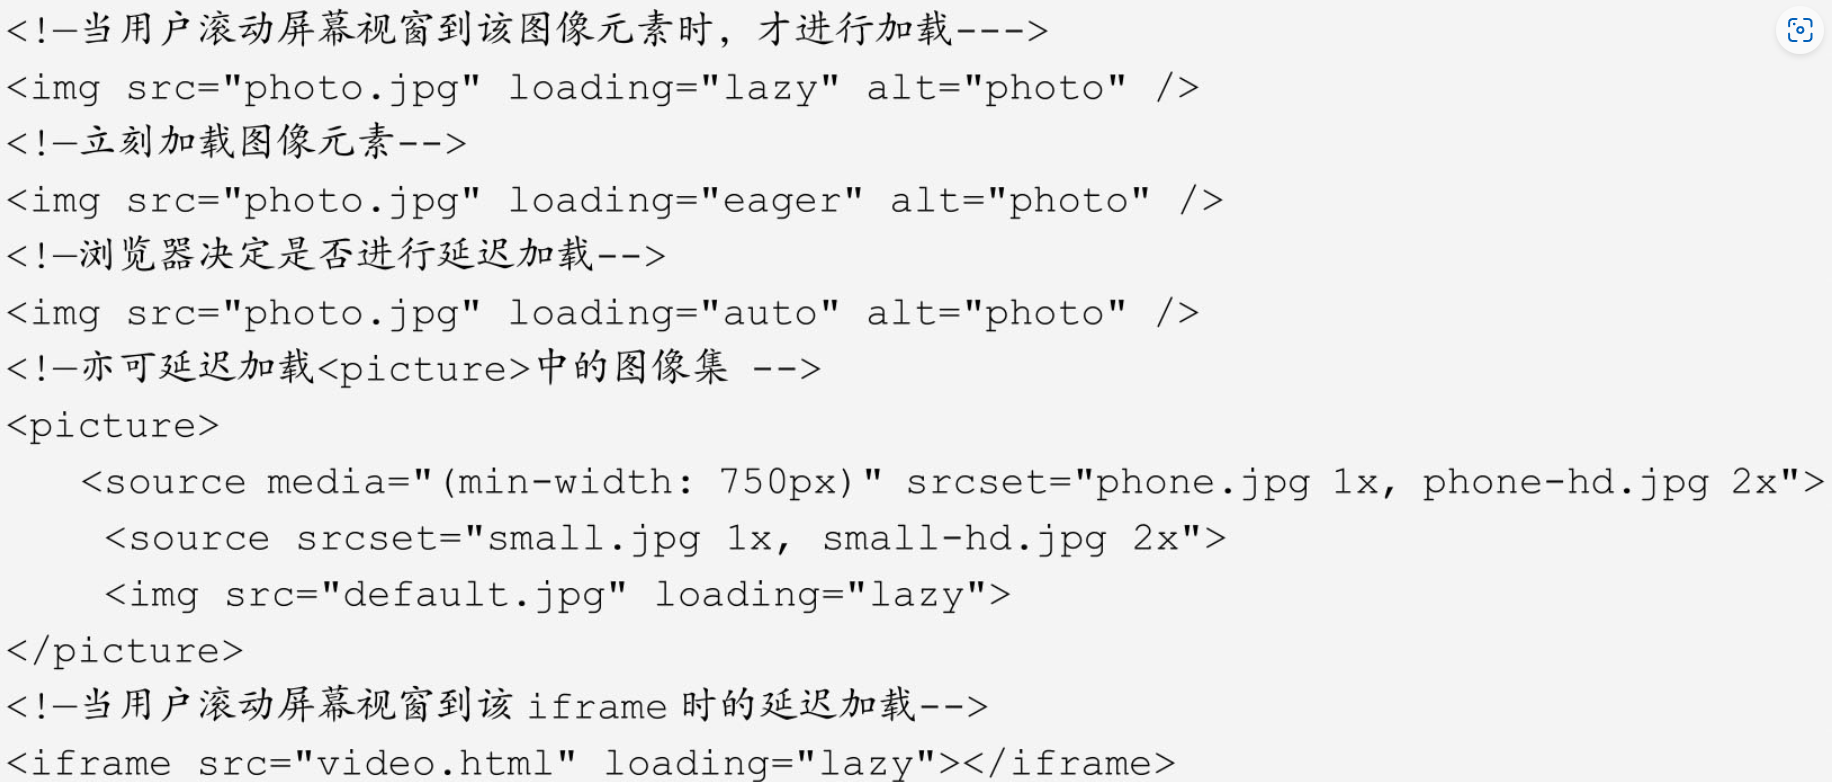 <!—当用户滚动屏幕视窗到该图像元素时，才进行加载--->
<img src="photo.jpg" loading="lazy" alt="photo" />
<!—立刻加载图像元素-->
<img src="photo.jpg" loading="eager" alt="photo" />
<!—浏览器决定是否进行延迟加载-->
<img src="photo.jpg" loading="auto" alt="photo" />
<!—亦可延迟加载<picture>中的图像集 -->
<picture>
   <source media="(min-width: 750px)" srcset="phone.jpg 1x, phone-hd.jpg 2x">
    <source srcset="small.jpg 1x, small-hd.jpg 2x">
    <img src="default.jpg" loading="lazy">
</picture>
<!—当用户滚动屏幕视窗到该 iframe 时的延迟加载-->
<iframe src="video.html" loading="lazy"></iframe>